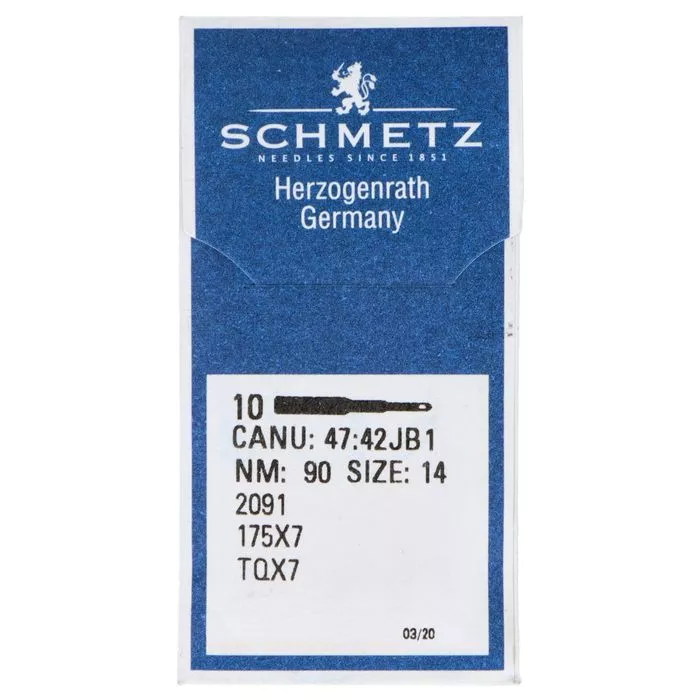 SCHMETZ
NEEDLES SINCE 1851
Herzogenrath
Germany
10
CANU: 47:42JB1
NM: 90 SIZE: 14
2091
175X7
TQX7
03/20